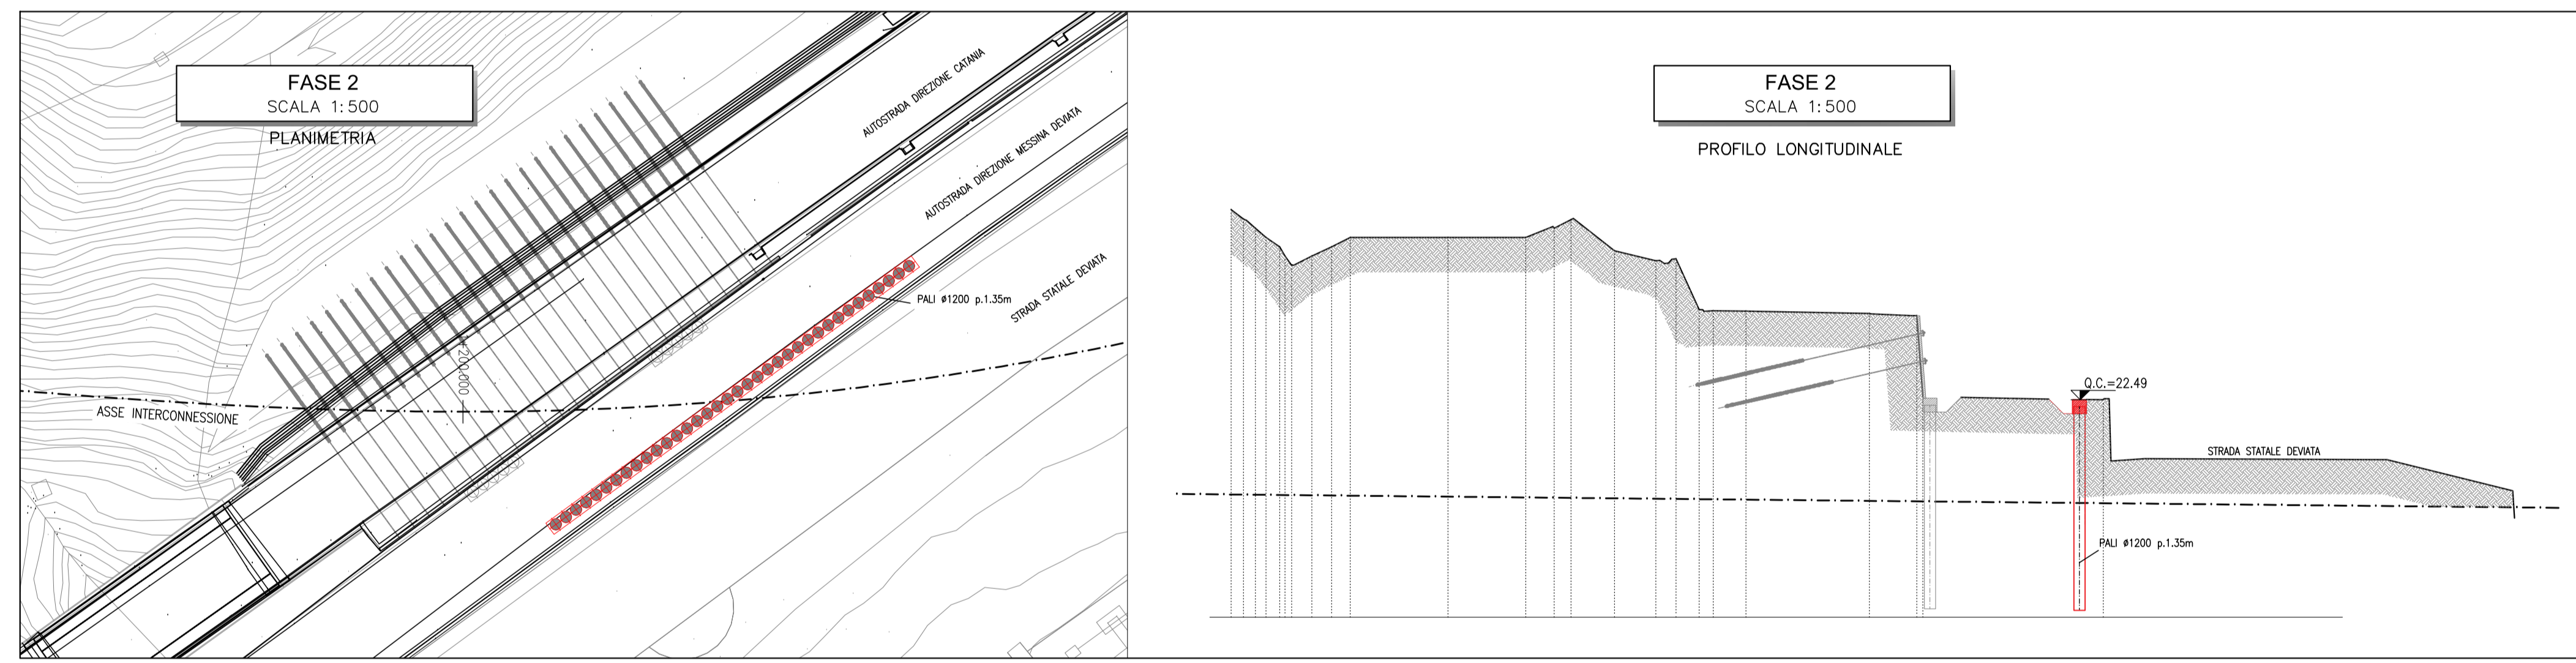 FASE 2
SCALA 1:500
PLANIMETRIA
AUTOSTRADA DIREZIONE CATANIA
AUTOSTRADA DIREZIONE MESSINA DEVIATA
PALI ø1200 p.1.35m
STRADA STATALE DEVIATA
ASSE INTERCONNESSIONE
FASE 2
SCALA 1:500
PROFILO LONGITUDINALE
Q.C.=22.49
STRADA STATALE DEVIATA
PALI ø1200 p.1.35m